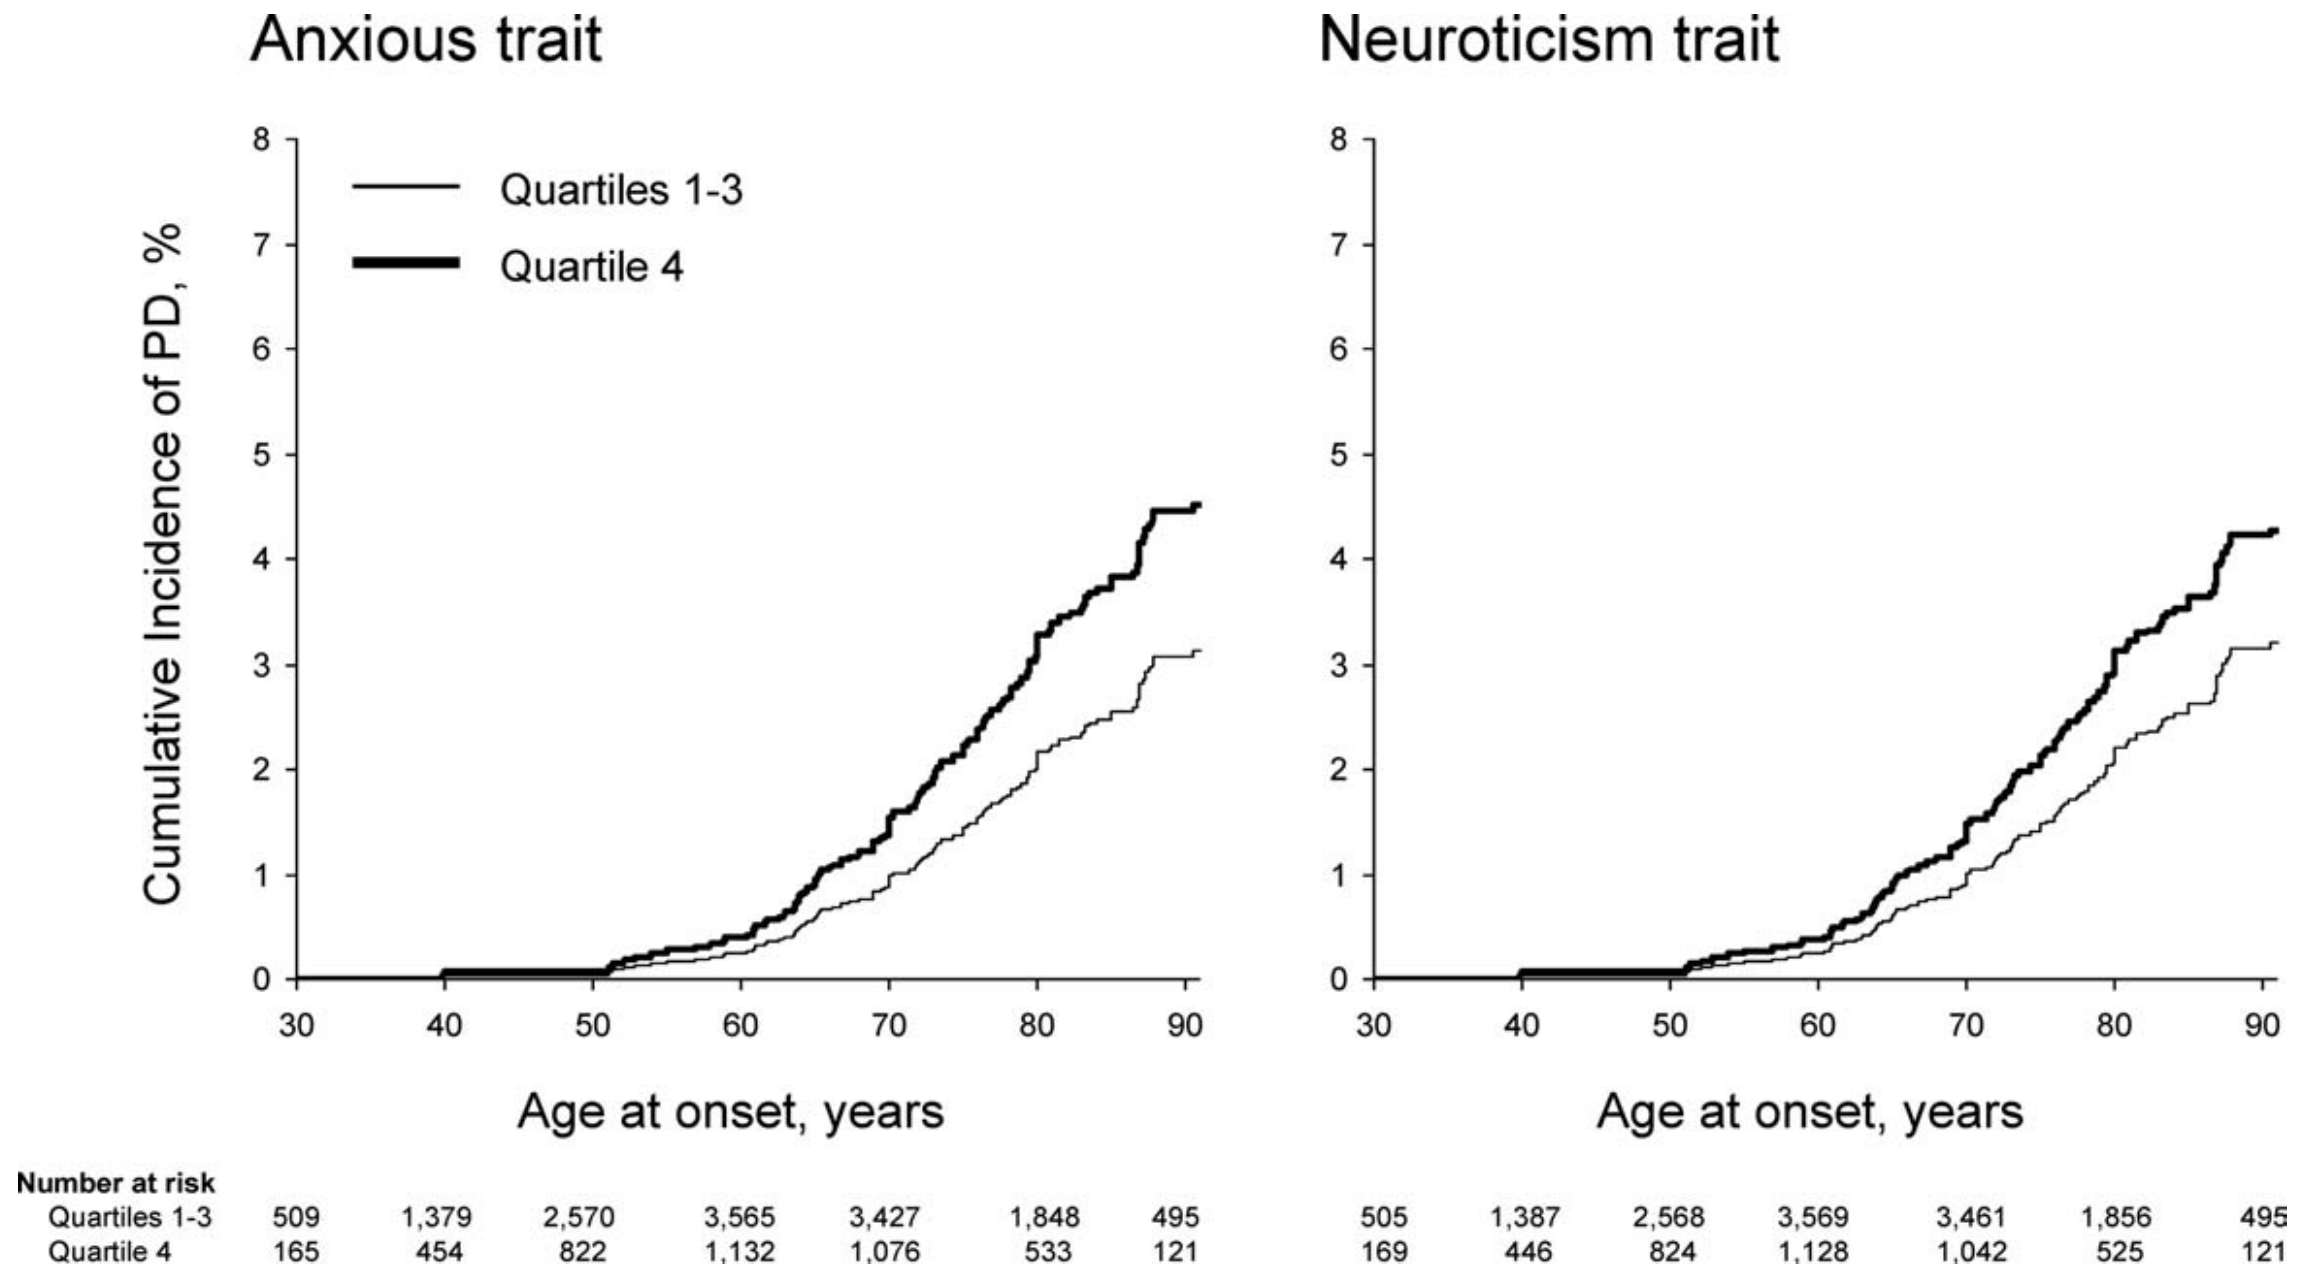 Anxious trait
Neuroticism trait
Cumulative Incidence of PD, %
8
7
6
5
4
3
2
1
0
Quartiles 1-3
Quartile 4
30 40 50 60 70 80 90
Age at onset, years
8
7
6
5
4
3
2
1
0
30 40 50 60 70 80 90
Age at onset, years
Number at risk
Quartiles 1-3 509 1,379 2,570 3,565 3,427 1,848 495 505 1,387 2,568 3,569 3,461 1,856 495
Quartile 4 165 454 822 1,132 1,076 533 121 169 446 824 1,128 1,042 525 121